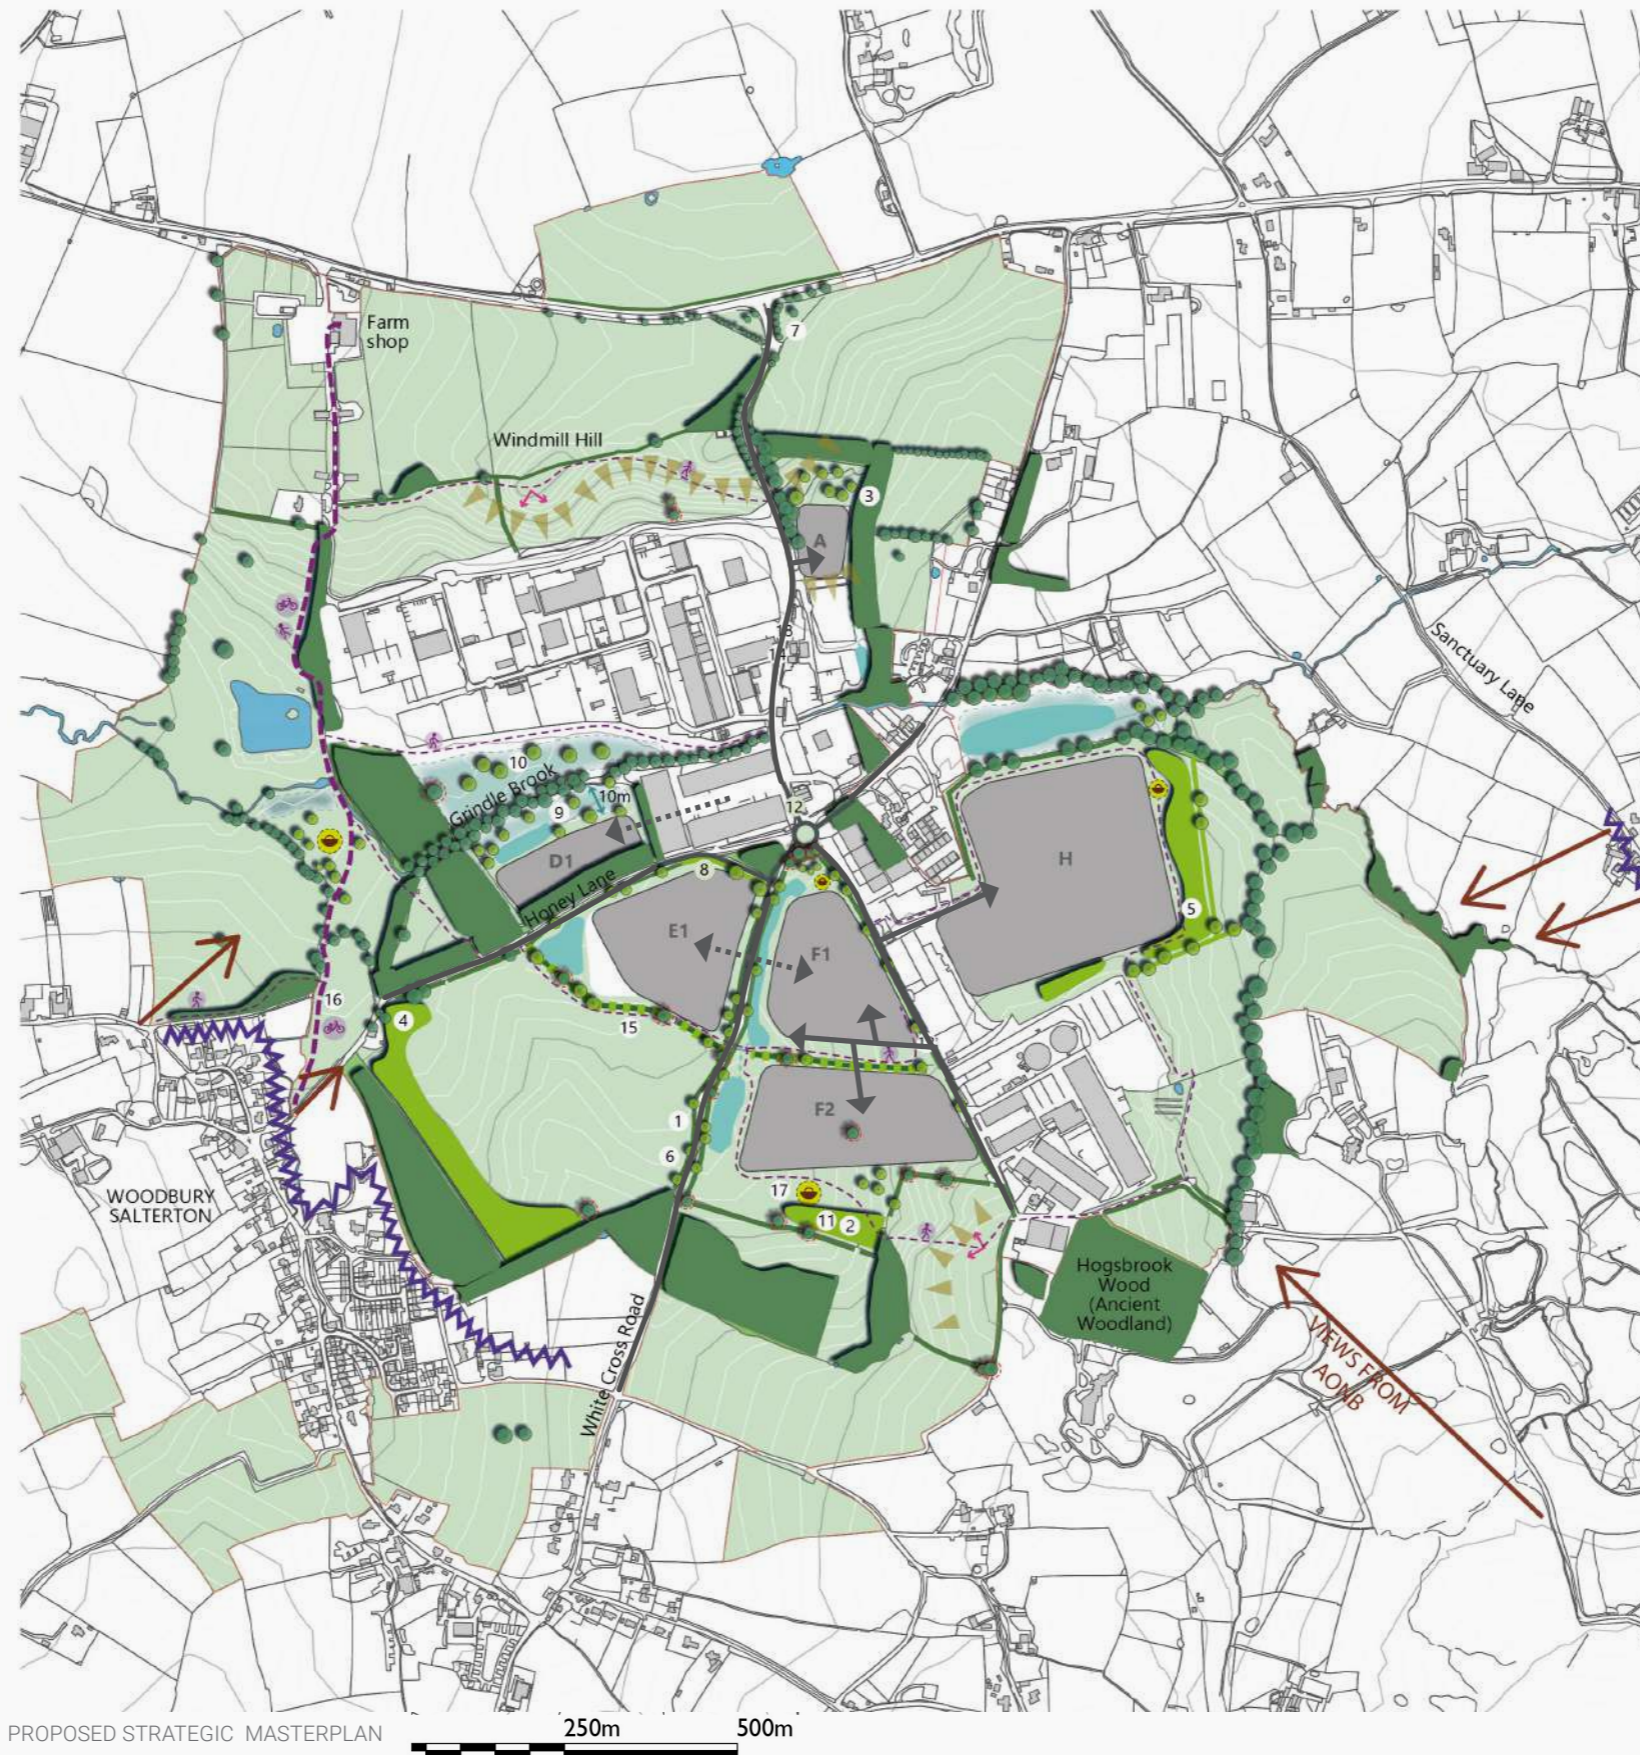 7
Farm
shop
Windmill Hill
3
A
13
14
Sanctuary Lane
10
Grindle Brook
10m
9
12
D1
8
H
Honey Lane
5
E1
F1
16
4
15
1
F2
6
17
11
2
WOODBURY
SALTERTON
Hogsbrook
Wood
(Ancient
Woodland)
White Cross Road
VIEWS FROM
AONB
PROPOSED STRATEGIC MASTERPLAN
250m
500m